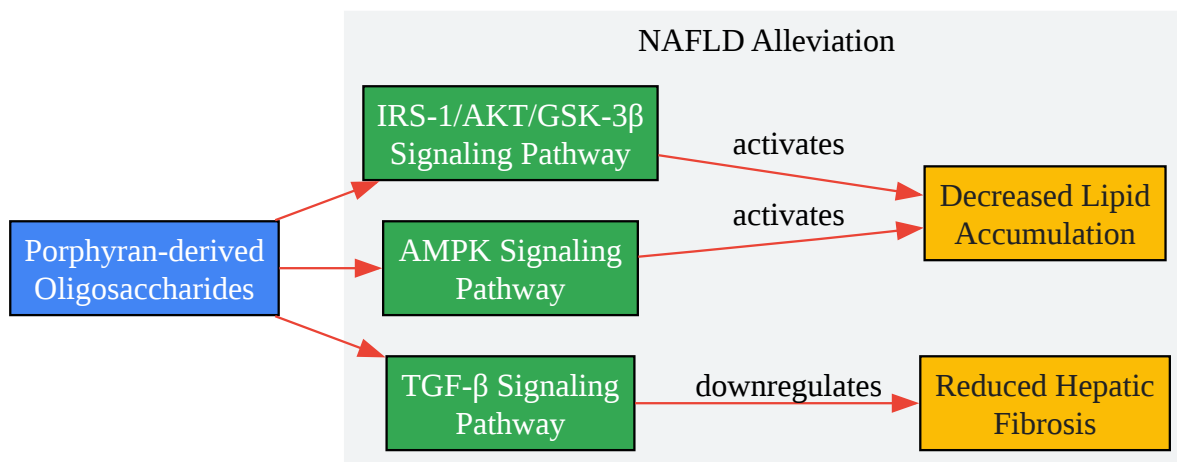 NAFLD Alleviation
IRS-1/AKT/GSK-3β
Signaling Pathway
activates
Decreased Lipid
Accumulation
activates
Porphyran-derived
Oligosaccharides
AMPK Signaling
Pathway
TGF-β Signaling
Pathway
downregulates
Reduced Hepatic
Fibrosis